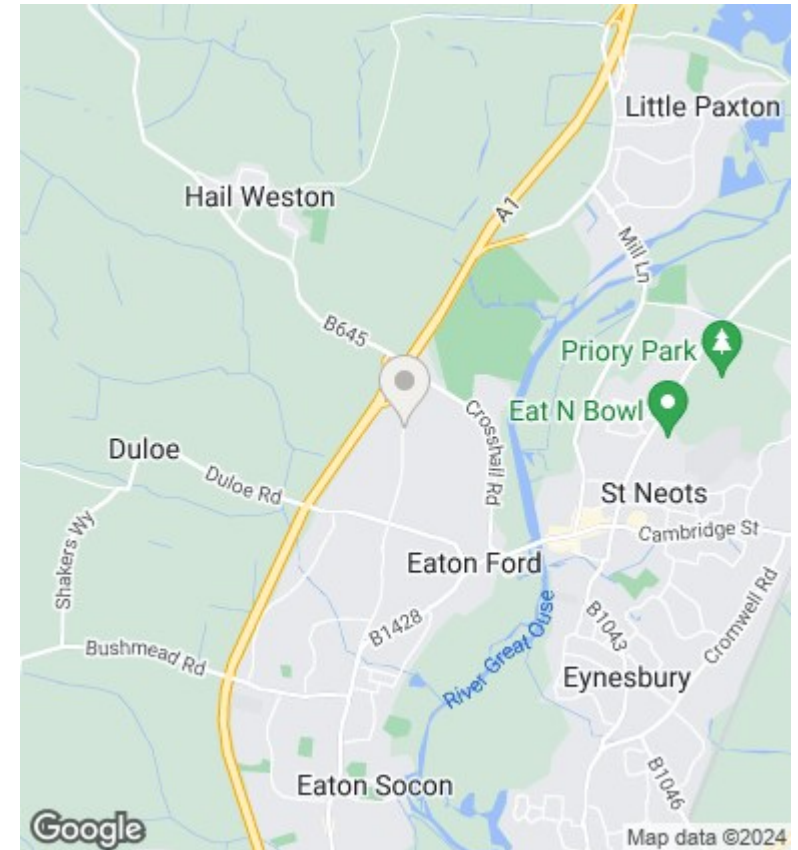 Little Paxton
Hail Weston
A1
Mill Ln
B645
Priory Park
Eat N Bowl
Crosshall Rd
Duloe
Duloe Rd
St Neots
Shakers Wy
Cambridge St
Eaton Ford
Cromwell Rd
B1428
River Great Ouse
B1043
Bushmead Rd
Eynesbury
Eaton Socon
B1046
Google
Map data ©2024